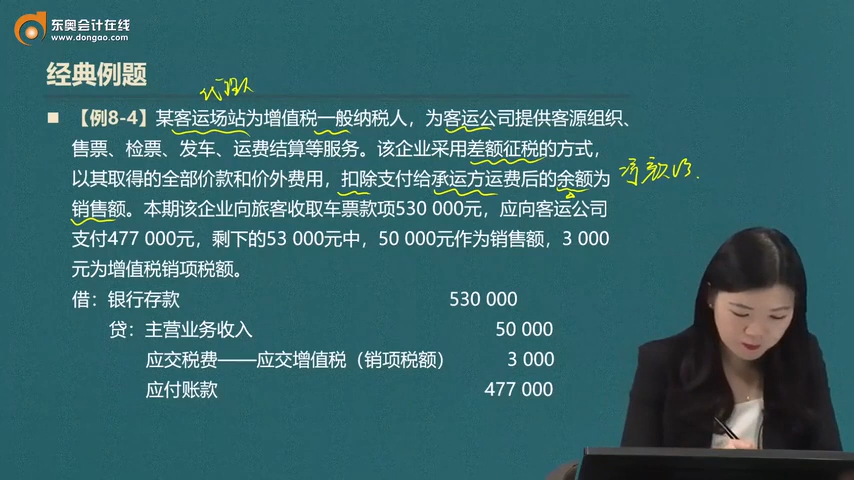 东奥会计在线
www.dongao.com
经典例题
代理人
【例8-4】某客运场站为增值税一般纳税人，为客运公司提供客源组织、
售票、检票、发车、运费结算等服务。该企业采用差额征税的方式，
以其取得的全部价款和价外费用，扣除支付给承运方运费后的余额为
销售额。本期该企业向旅客收取车票款项530 000元，应向客运公司
支付477 000元，剩下的53 000元中，50 000元作为销售额，3 000
元为增值税销项税额。
借：银行存款 530 000
贷：主营业务收入 50 000
应交税费——应交增值税（销项税额） 3 000
应付账款 477 000